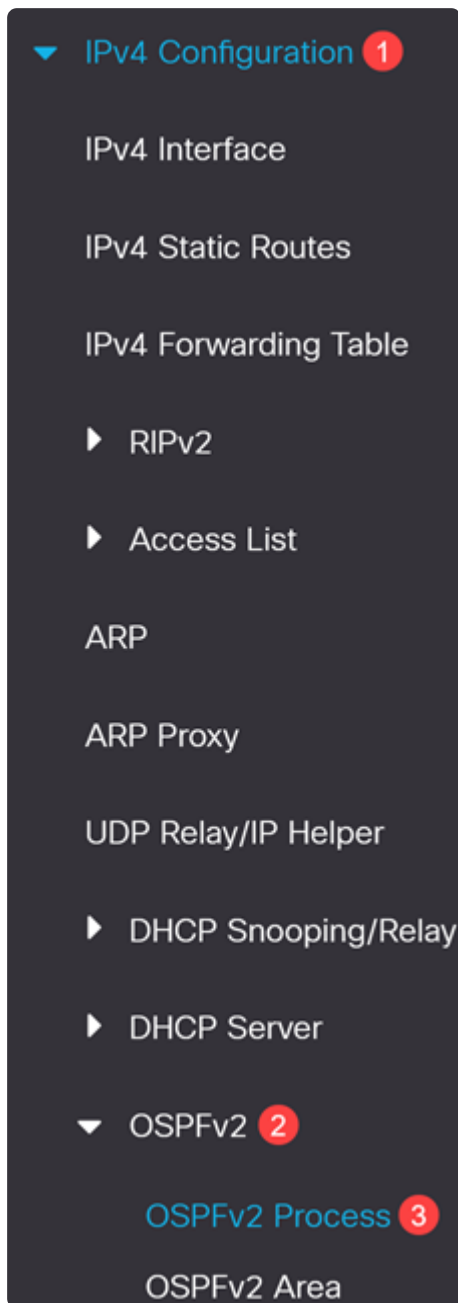 IPv4 Configuration 1
IPv4 Interface
IPv4 Static Routes
IPv4 Forwarding Table
RIPv2
Access List
ARP
ARP Proxy
UDP Relay/IP Helper
DHCP Snooping/Relay
DHCP Server
OSPFv2 2
OSPFv2 Process 3
OSPFv2 Area